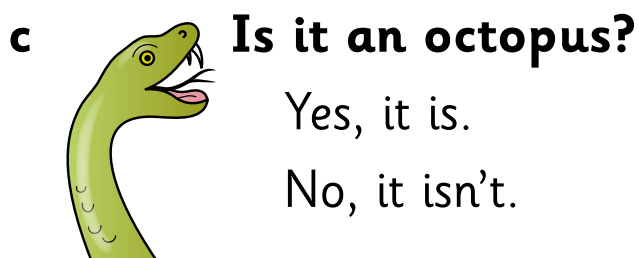 c Is it an octopus?
Yes, it is.
No, it isn't.